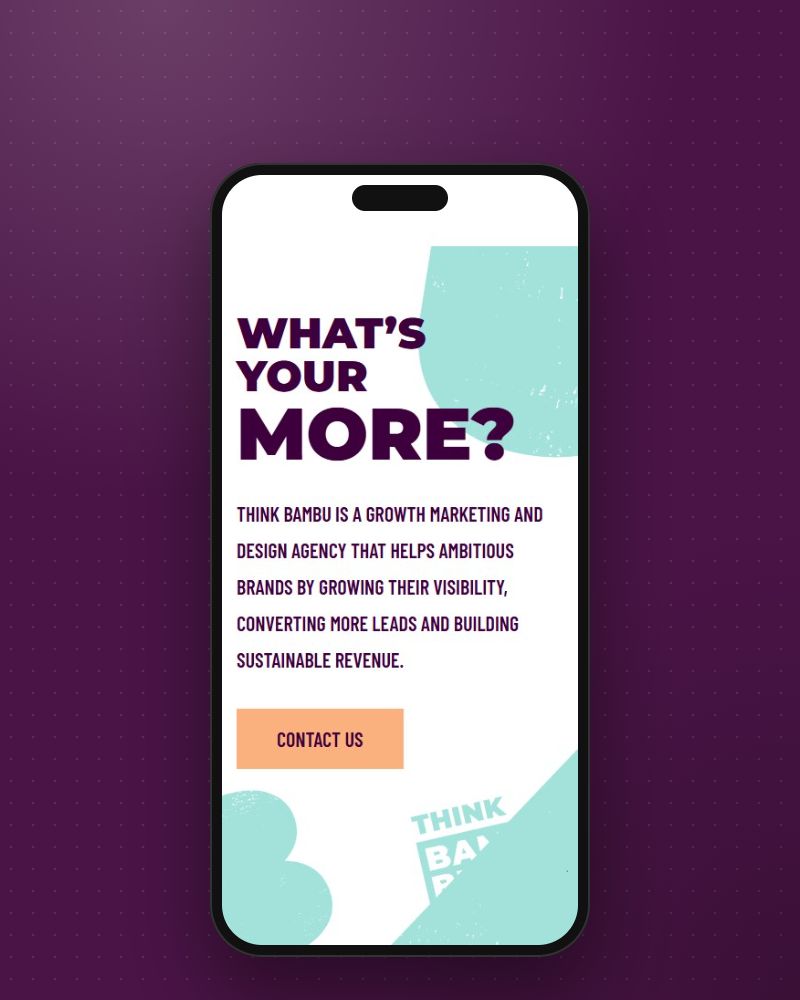 WHAT'S
YOUR
MORE?
THINK BAMBU IS A GROWTH MARKETING AND
DESIGN AGENCY THAT HELPS AMBITIOUS
BRANDS BY GROWING THEIR VISIBILITY,
CONVERTING MORE LEADS AND BUILDING
SUSTAINABLE REVENUE.
CONTACT US
THINK